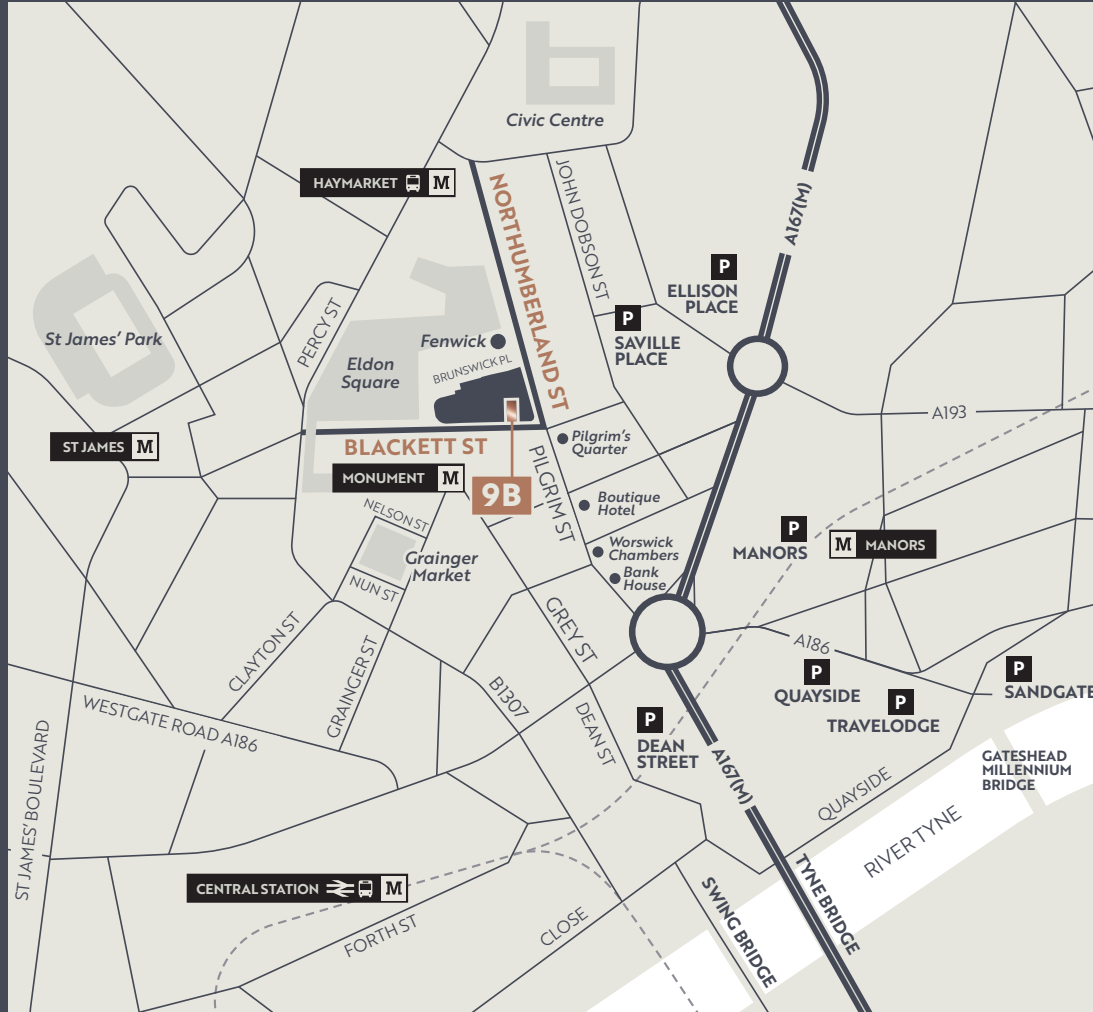 Civic Centre
HAYMARKET M
NORTHUMBERLAND ST
JOHN DOBSON ST
A167(M)
P
ELLISON
PLACE
P
SAVILLE
PLACE
St James' Park
PERCY ST
Fenwick
Eldon
Square
BRUNSWICK PL
A193
ST JAMES M
BLACKETT ST
Pilgrim's
Quarter
MONUMENT M
9B
PILGRIM ST
Boutique
Hotel
NELSON ST
Grainger
Market
NUN ST
Worswick
Chambers
Bank
House
P
MANORS
M MANORS
CLAYTON ST
GRAINGER ST
GREY ST
A186
P
QUAYSIDE
P
TRAVELODGE
P
SANDGATE
WESTGATE ROAD A186
B1307
DEAN ST
P
DEAN
STREET
A167(M)
ST JAMES' BOULEVARD
QUAYSIDE
GATESHEAD
MILLENNIUM
BRIDGE
RIVER TYNE
CENTRAL STATION M
FORTH ST
CLOSE
SWING BRIDGE
TYNE BRIDGE